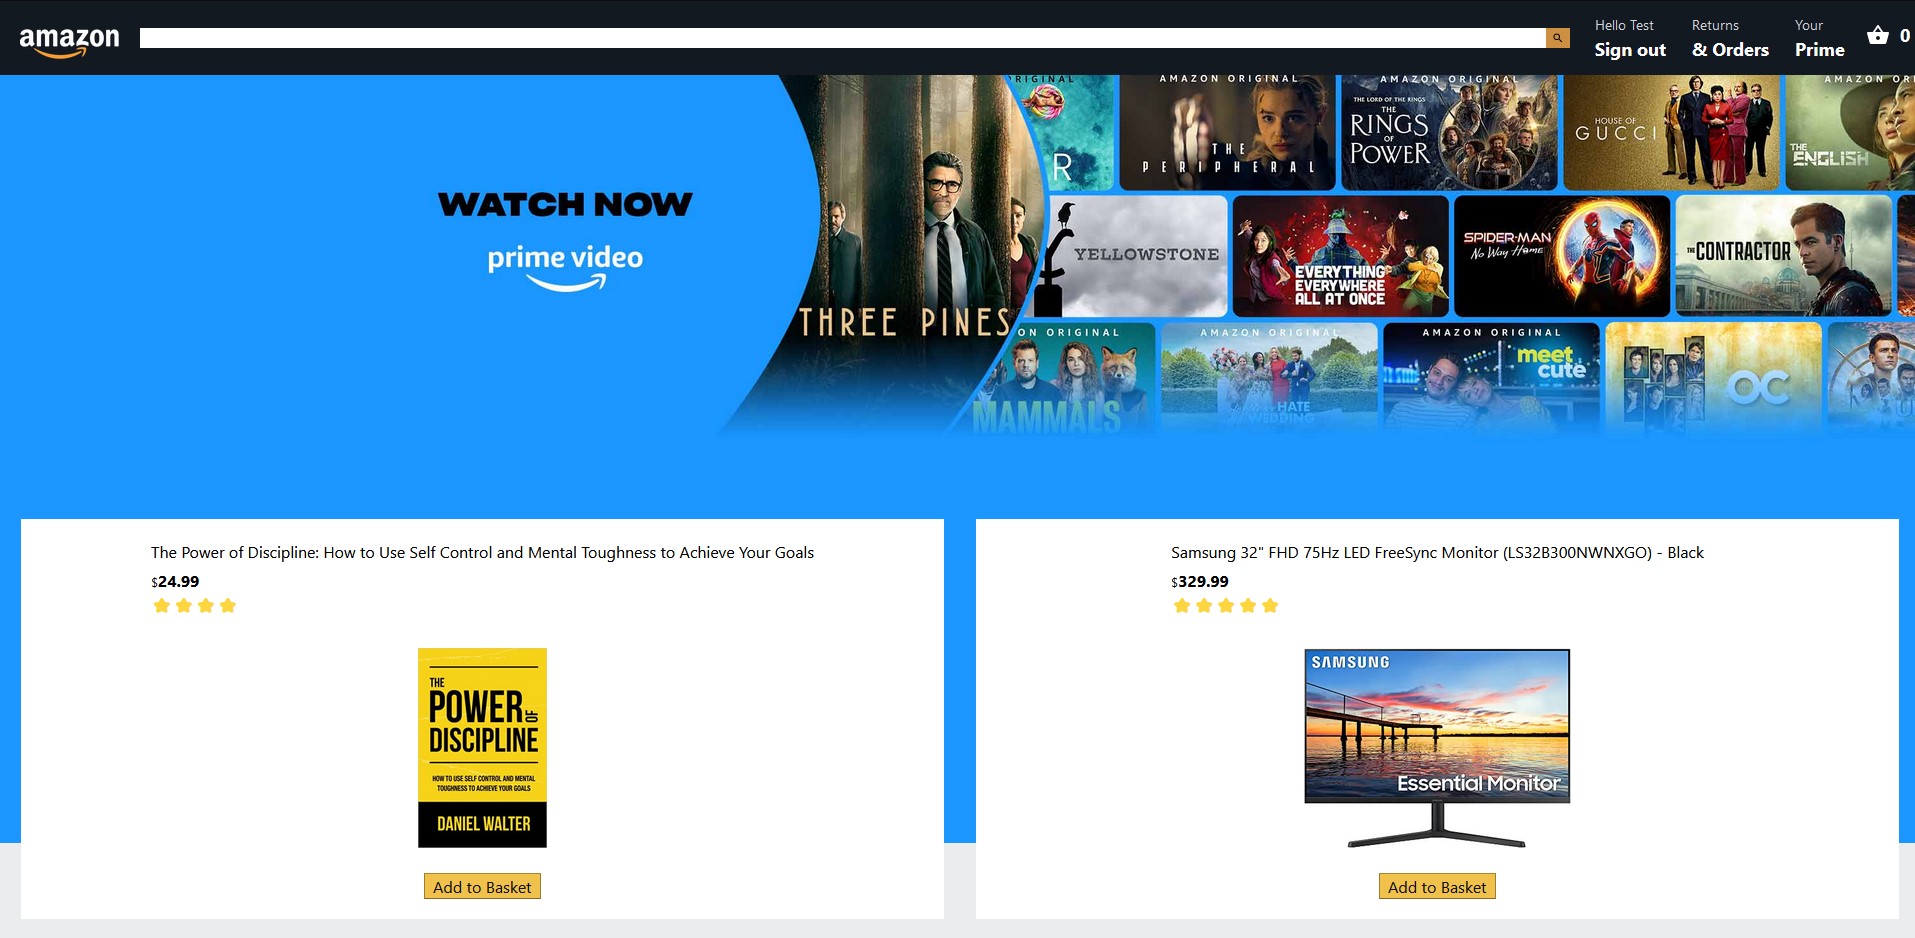 amazon
Hello Test
Sign out
Returns
& Orders
Your
Prime
0
WATCH NOW
prime video
THREE PINES
RIGINAL
R
AMAZON ORIGINAL
THE
PERIPHERAL
AMAZON ORIGINAL
THE LORD OF THE RINGS
THE
RINGS
OF
POWER
HOUSE OF
GUCCI
AMAZON OR
THE
ENGLISH
YELLOWSTONE
EVERYTHING
EVERYWHERE
ALL AT ONCE
SPIDER-MAN
No Way Home
THE CONTRACTOR
ON ORIGINAL
MAMMALS
AMAZON ORIGINAL
HATE
WEDDING
AMAZON ORIGINAL
meet
cute
OC
The Power of Discipline: How to Use Self Control and Mental Toughness to Achieve Your Goals
$24.99
THE
POWER OF
DISCIPLINE
HOW TO USE SELF CONTROL AND MENTAL
TOUGHNESS TO ACHIEVE YOUR GOALS
DANIEL WALTER
Add to Basket
Samsung 32" FHD 75Hz LED FreeSync Monitor (LS32B300NWNXGO) - Black
$329.99
SAMSUNG
Essential Monitor
Add to Basket